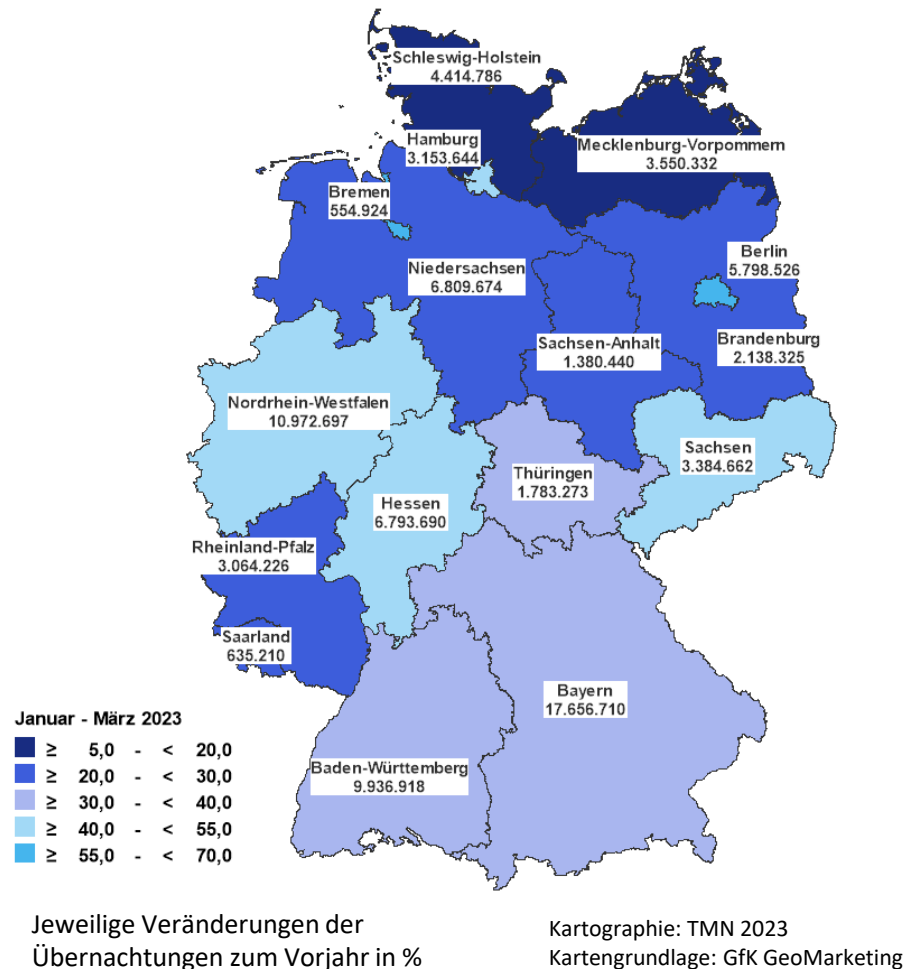 Schleswig-Holstein
4.414.786
Hamburg
3.153.644
Mecklenburg-Vorpommern
3.550.332
Bremen
554.924
Berlin
5.798.526
Niedersachsen
6.809.674
Sachsen-Anhalt
1.380.440
Brandenburg
2.138.325
Nordrhein-Westfalen
10.972.697
Sachsen
3.384.662
Thüringen
1.783.273
Hessen
6.793.690
Rheinland-Pfalz
3.064.226
Saarland
635.210
Bayern
17.656.710
Baden-Württemberg
9.936.918
Januar - März 2023
≥ 5,0 - < 20,0
≥ 20,0 - < 30,0
≥ 30,0 - < 40,0
≥ 40,0 - < 55,0
≥ 55,0 - < 70,0
Jeweilige Veränderungen der
Übernachtungen zum Vorjahr in %
Kartographie: TMN 2023
Kartengrundlage: GfK GeoMarketing